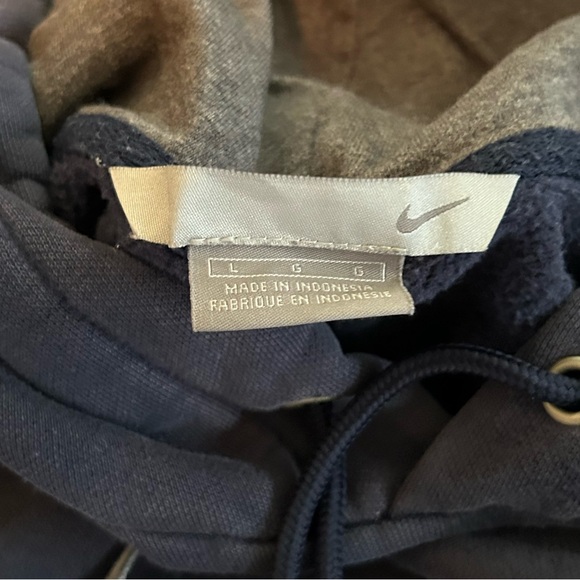 L G G
MADE IN INDONESIA
FABRIQUE EN INDONESIE